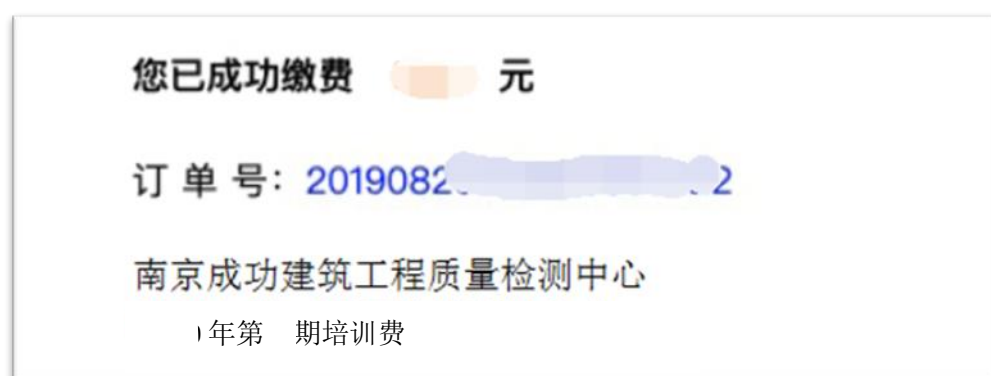 您已成功缴费 元
订 单 号：2019082 2
南京成功建筑工程质量检测中心
年第 期培训费